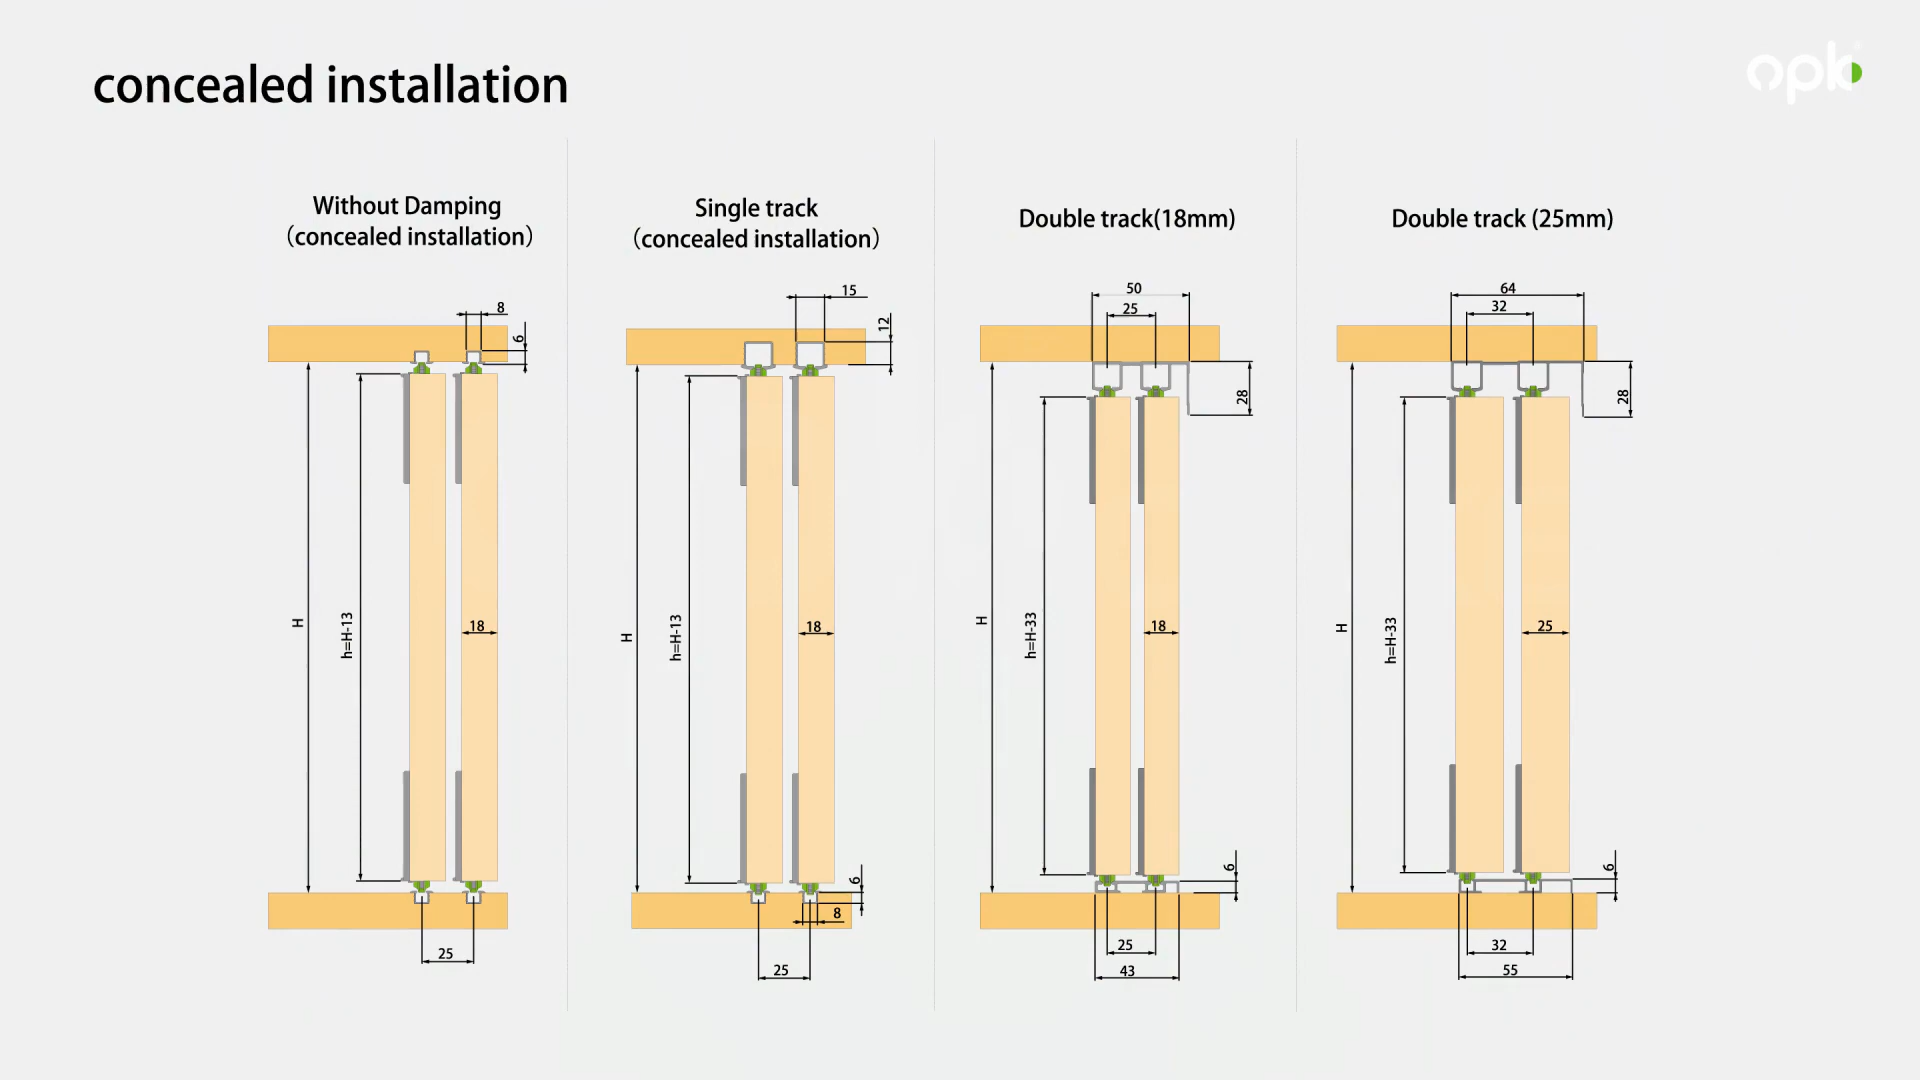 concealed installation
opk
Without Damping
（concealed installation）
8
6
H
h=H-13
18
25
Single track
（concealed installation）
15
12
H
h=H-13
18
6
8
25
Double track(18mm)
50
25
28
H
h=H-33
18
6
25
43
Double track (25mm)
64
32
28
H
h=H-33
25
6
32
55